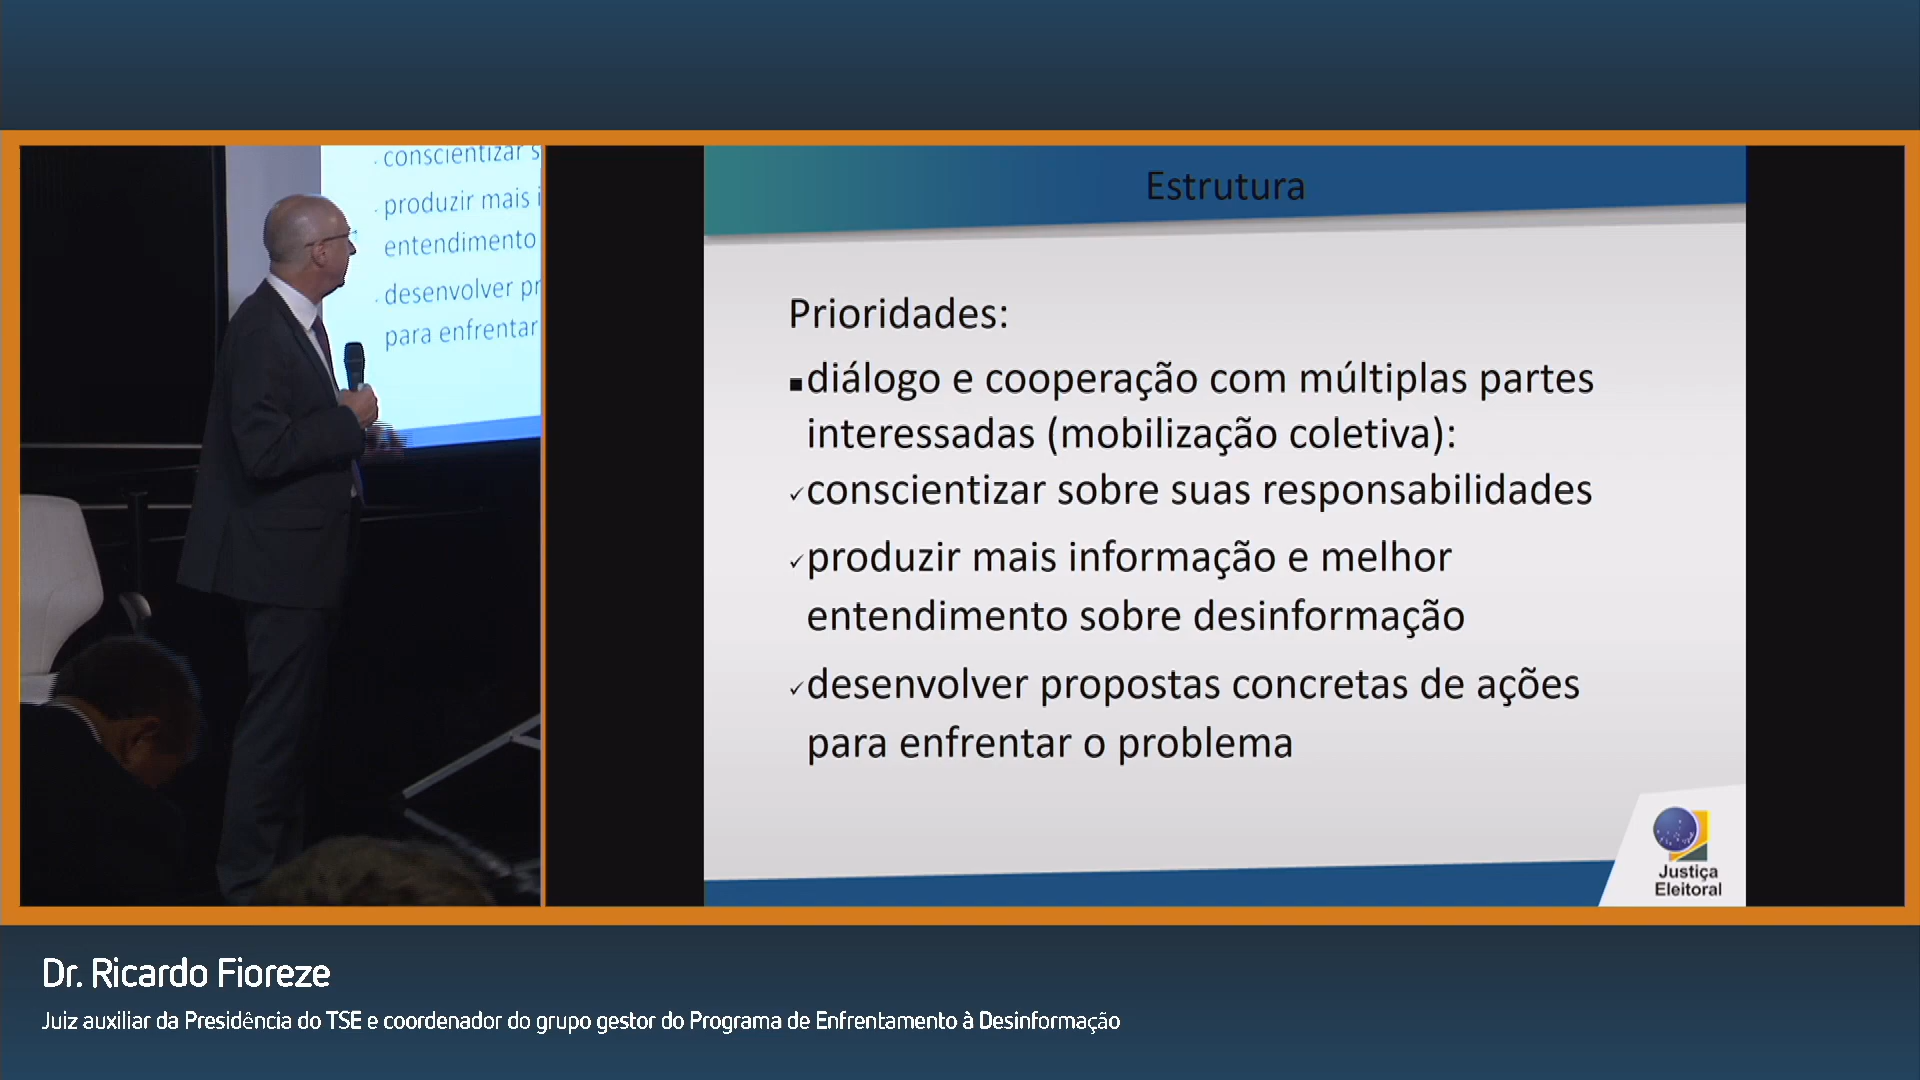 conscientizar s
produzir mais i
entendimento
desenvolver pr
para enfrentar
Estrutura
Prioridades:
▪diálogo e cooperação com múltiplas partes
interessadas (mobilização coletiva):
✓conscientizar sobre suas responsabilidades
✓produzir mais informação e melhor
entendimento sobre desinformação
✓desenvolver propostas concretas de ações
para enfrentar o problema
Justiça
Eleitoral
Dr. Ricardo Fioreze
Juiz auxiliar da Presidência do TSE e coordenador do grupo gestor do Programa de Enfrentamento à Desinformação